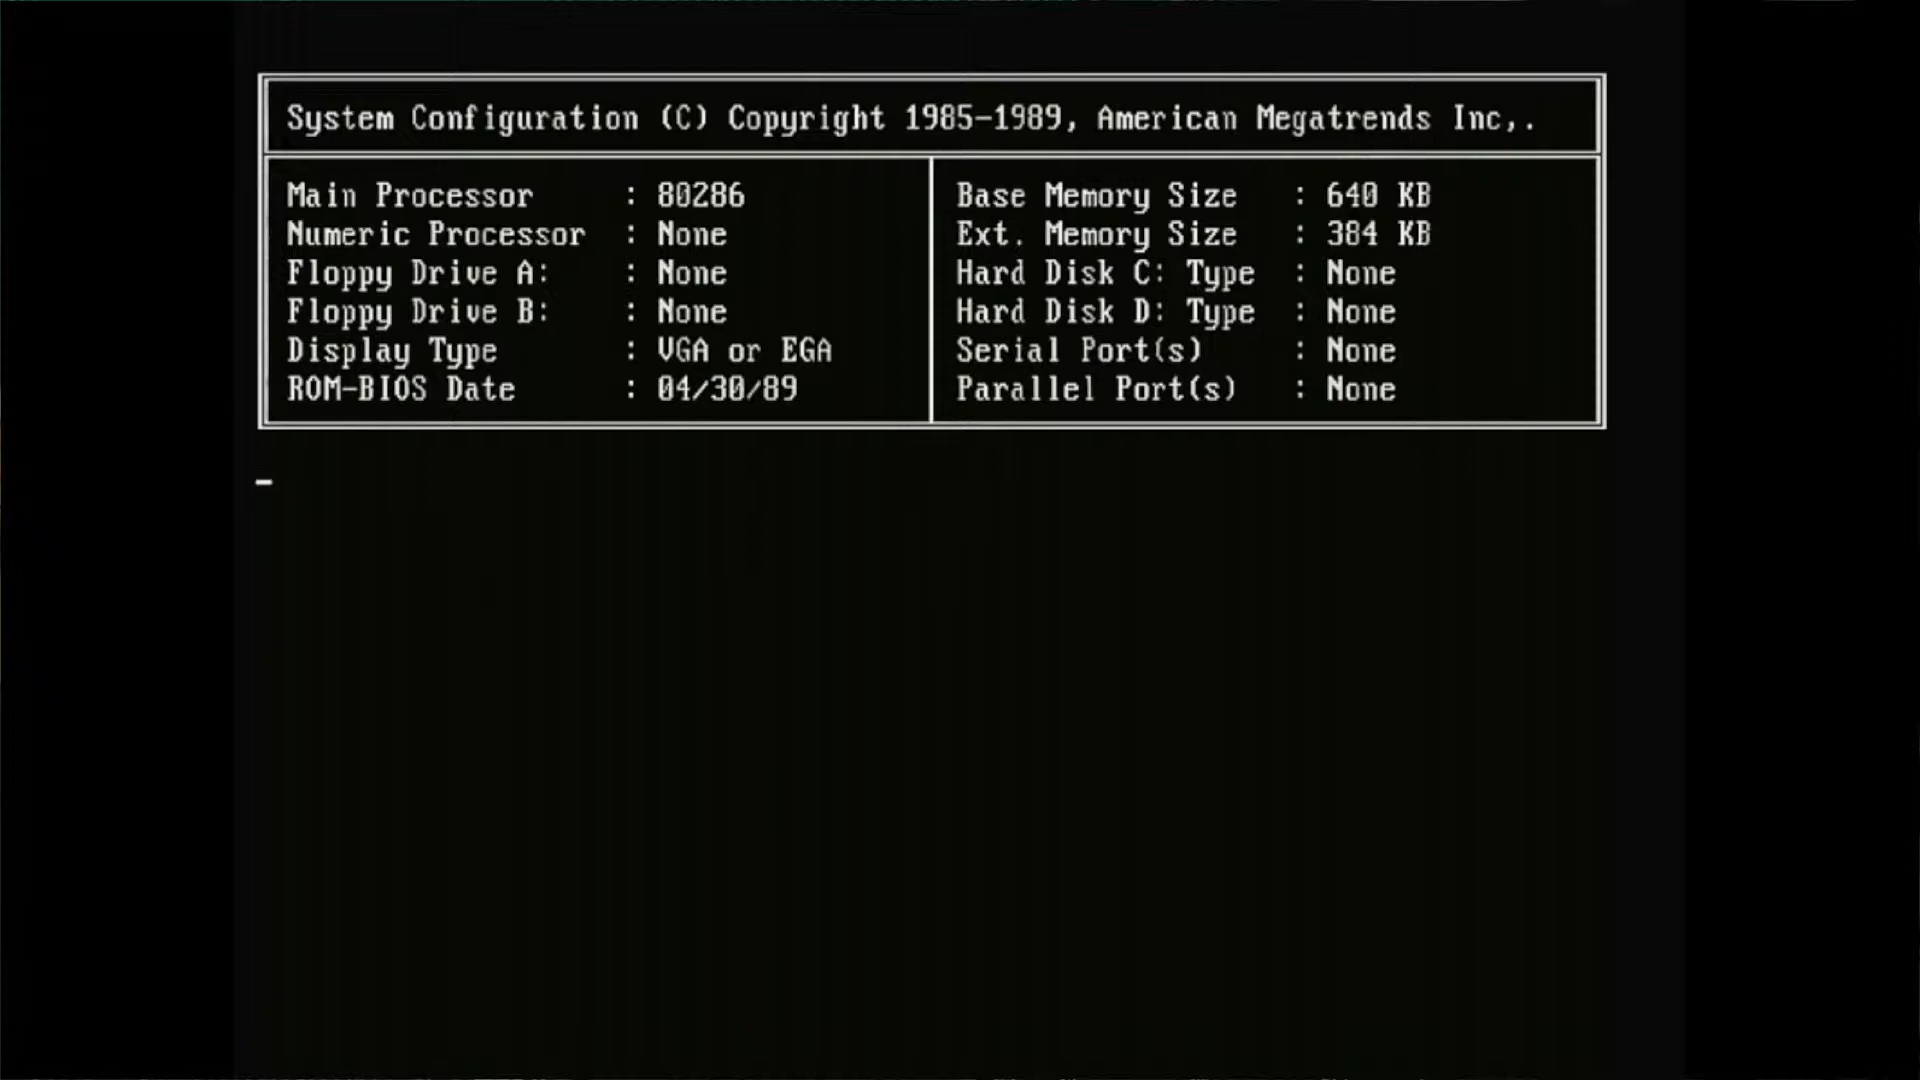 System Configuration (C) Copyright 1985-1989, American Megatrends Inc,.
Main Processor : 80286
Numeric Processor : None
Floppy Drive A: : None
Floppy Drive B: : None
Display Type : VGA or EGA
ROM-BIOS Date : 04/30/89
Base Memory Size : 640 KB
Ext. Memory Size : 384 KB
Hard Disk C: Type : None
Hard Disk D: Type : None
Serial Port(s) : None
Parallel Port(s) : None